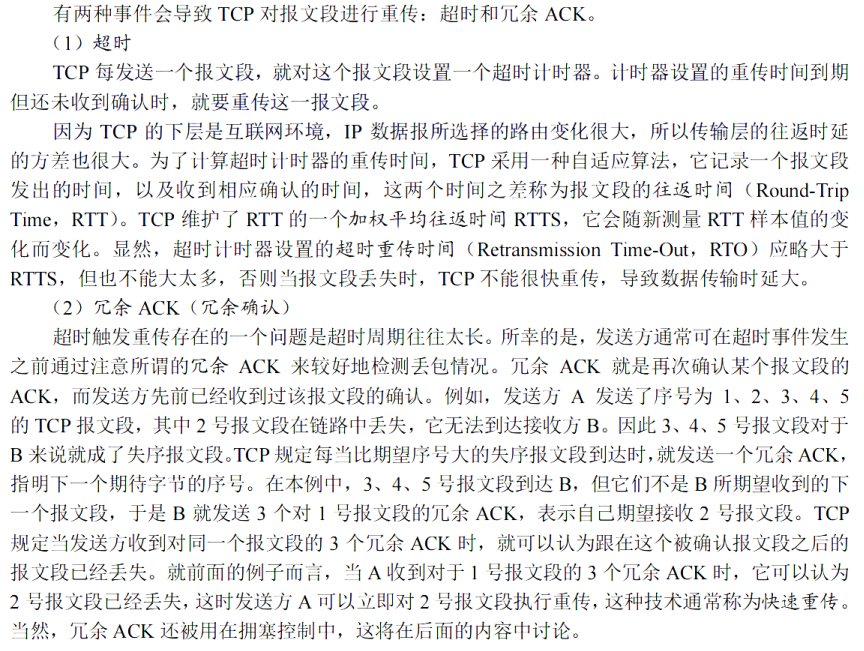 有两种事件会导致 TCP 对报文段进行重传：超时和冗余 ACK。
（1）超时
TCP 每发送一个报文段，就对这个报文段设置一个超时计时器。计时器设置的重传时间到期
但还未收到确认时，就要重传这一报文段。
因为 TCP 的下层是互联网环境，IP 数据报所选择的路由变化很大，所以传输层的往返时延
的方差也很大。为了计算超时计时器的重传时间，TCP 采用一种自适应算法，它记录一个报文段
发出的时间，以及收到相应确认的时间，这两个时间之差称为报文段的往返时间（Round-Trip
Time，RTT）。TCP 维护了 RTT 的一个加权平均往返时间 RTTS，它会随新测量 RTT 样本值的变
化而变化。显然，超时计时器设置的超时重传时间（Retransmission Time-Out，RTO）应略大于
RTTS，但也不能大太多，否则当报文段丢失时，TCP 不能很快重传，导致数据传输时延大。
（2）冗余 ACK（冗余确认）
超时触发重传存在的一个问题是超时周期往往太长。所幸的是，发送方通常可在超时事件发生
之前通过注意所谓的冗余 ACK 来较好地检测丢包情况。冗余 ACK 就是再次确认某个报文段的
ACK，而发送方先前已经收到过该报文段的确认。例如，发送方 A 发送了序号为 1、2、3、4、5
的 TCP 报文段，其中 2 号报文段在链路中丢失，它无法到达接收方 B。因此 3、4、5 号报文段对于
B 来说就成了失序报文段。TCP 规定每当比期望序号大的失序报文段到达时，就发送一个冗余 ACK，
指明下一个期待字节的序号。在本例中，3、4、5 号报文段到达 B，但它们不是 B 所期望收到的下
一个报文段，于是 B 就发送 3 个对 1 号报文段的冗余 ACK，表示自己期望接收 2 号报文段。TCP
规定当发送方收到对同一个报文段的 3 个冗余 ACK 时，就可以认为跟在这个被确认报文段之后的
报文段已经丢失。就前面的例子而言，当 A 收到对于 1 号报文段的 3 个冗余 ACK 时，它可以认为
2 号报文段已经丢失，这时发送方 A 可以立即对 2 号报文段执行重传，这种技术通常称为快速重传。
当然，冗余 ACK 还被用在拥塞控制中，这将在后面的内容中讨论。